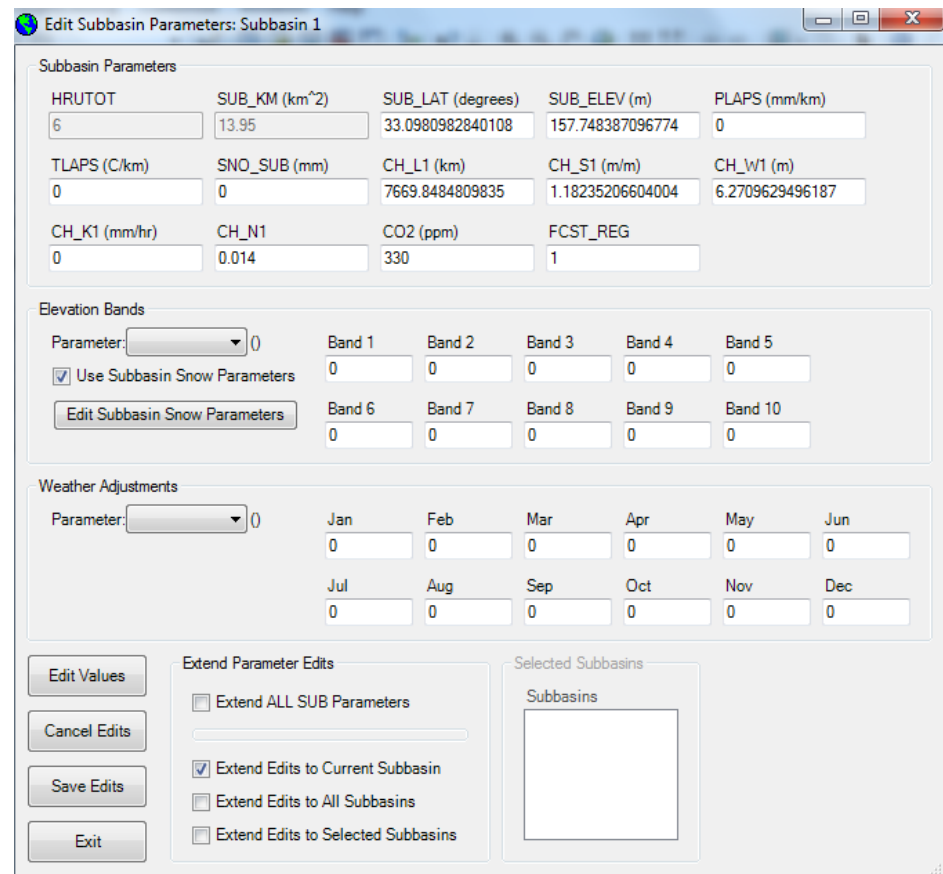 Edit Subbasin Parameters: Subbasin 1
Subbasin Parameters
HRUTOT SUB_KM (km^2) SUB_LAT (degrees) SUB_ELEV (m) PLAPS (mm/km)
6 13.95 33.0980982840108 157.748387096774 0
TLAPS (C/km) SNO_SUB (mm) CH_L1 (km) CH_S1 (m/m) CH_W1 (m)
0 0 7669.8484809835 1.18235206604004 6.2709629496187
CH_K1 (mm/hr) CH_N1 CO2 (ppm) FCST_REG
0 0.014 330 1
Elevation Bands
Parameter: () Band 1 Band 2 Band 3 Band 4 Band 5
Use Subbasin Snow Parameters 0 0 0 0 0
Edit Subbasin Snow Parameters Band 6 Band 7 Band 8 Band 9 Band 10
0 0 0 0 0
Weather Adjustments
Parameter: () Jan Feb Mar Apr May Jun
0 0 0 0 0 0
Jul Aug Sep Oct Nov Dec
0 0 0 0 0 0
Edit Values
Cancel Edits
Save Edits
Exit
Extend Parameter Edits
Extend ALL SUB Parameters
Extend Edits to Current Subbasin
Extend Edits to All Subbasins
Extend Edits to Selected Subbasins
Selected Subbasins
Subbasins